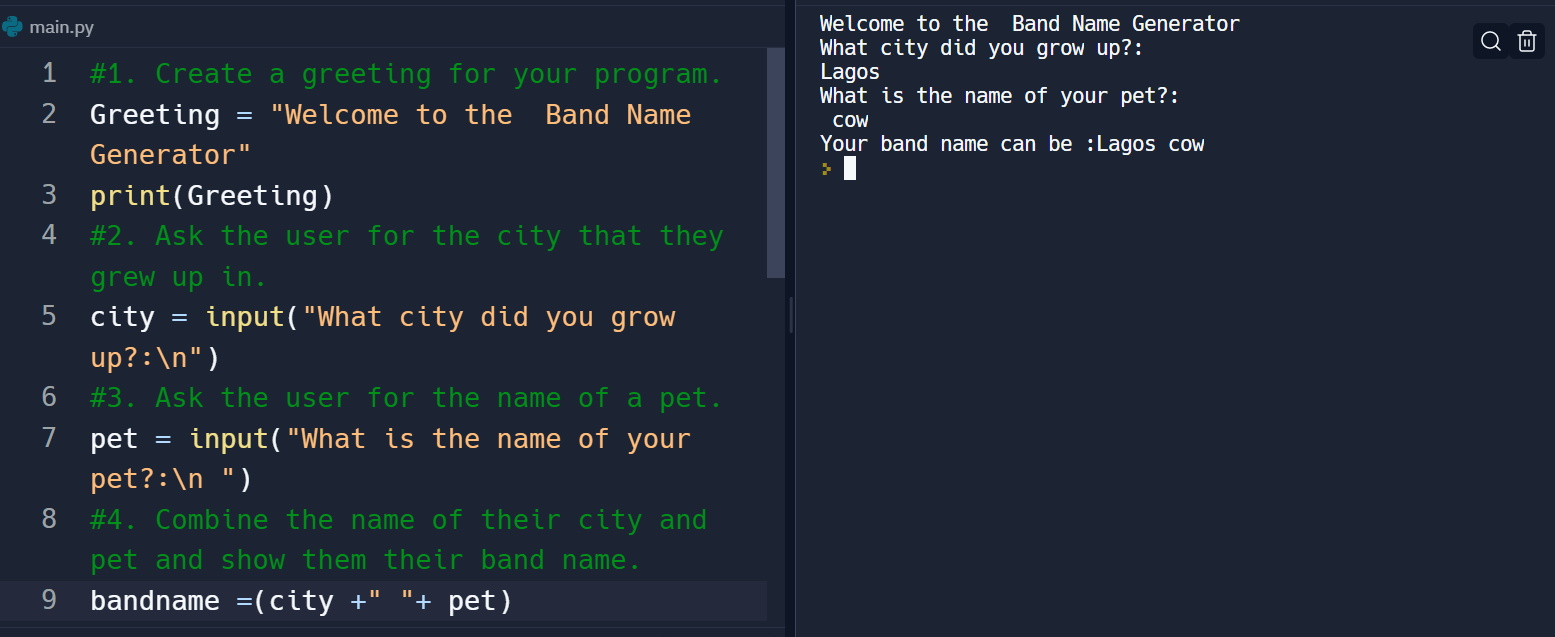 main.py
1 #1. Create a greeting for your program.
2 Greeting = "Welcome to the  Band Name
Generator"
3 print(Greeting)
4 #2. Ask the user for the city that they
grew up in.
5 city = input("What city did you grow
up?:\n")
6 #3. Ask the user for the name of a pet.
7 pet = input("What is the name of your
pet?:\n ")
8 #4. Combine the name of their city and
pet and show them their band name.
9 bandname =(city +" "+ pet)
Welcome to the  Band Name Generator
What city did you grow up?:
Lagos
What is the name of your pet?:
 cow
Your band name can be :Lagos cow